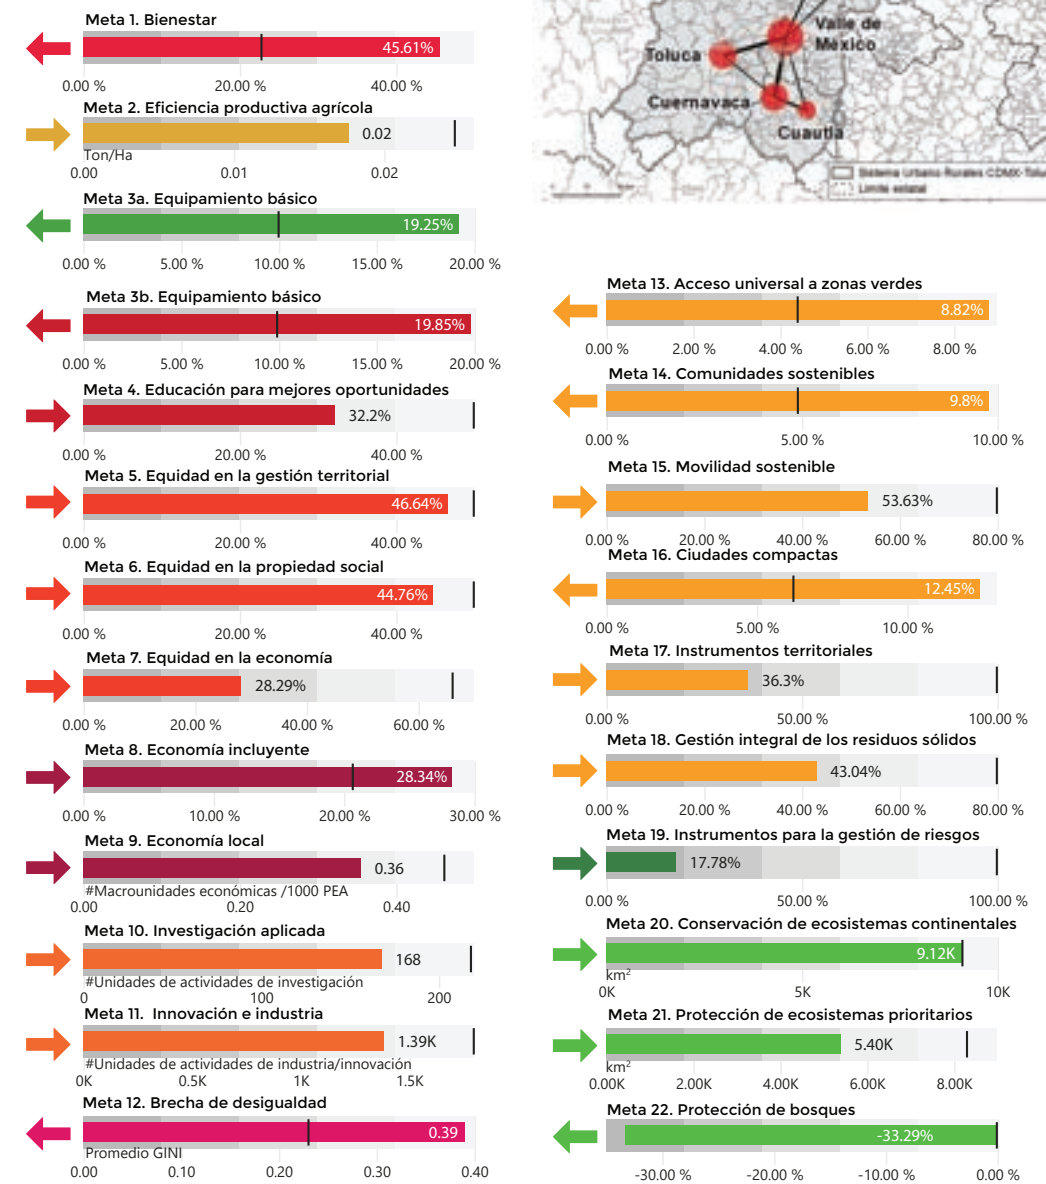 Meta 1. Bienestar
45.61%
0.00 % 20.00 % 40.00 %
Meta 2. Eficiencia productiva agrícola
0.02
Ton/Ha
0.00 0.01 0.02
Meta 3a. Equipamiento básico
19.25%
0.00 % 5.00 % 10.00 % 15.00 % 20.00 %
Meta 3b. Equipamiento básico
19.85%
0.00 % 5.00 % 10.00 % 15.00 % 20.00 %
Meta 4. Educación para mejores oportunidades
32.2%
0.00 % 20.00 % 40.00 %
Meta 5. Equidad en la gestión territorial
46.64%
0.00 % 20.00 % 40.00 %
Meta 6. Equidad en la propiedad social
44.76%
0.00 % 20.00 % 40.00 %
Meta 7. Equidad en la economía
28.29%
0.00 % 20.00 % 40.00 % 60.00 %
Meta 8. Economía incluyente
28.34%
0.00 % 10.00 % 20.00 % 30.00 %
Meta 9. Economía local
0.36
#Macrounidades económicas /1000 PEA
0.00 0.20 0.40
Meta 10. Investigación aplicada
168
#Unidades de actividades de investigación
0 100 200
Meta 11. Innovación e industria
1.39K
#Unidades de actividades de industria/innovación
0K 0.5K 1K 1.5K
Meta 12. Brecha de desigualdad
0.39
Promedio GINI
0.00 0.10 0.20 0.30 0.40
Valle de
México
Toluca
Cuernavaca
Cuautla
Sistema Urbano Rurales CDMX-Tolu
Limite estatal
Meta 13. Acceso universal a zonas verdes
8.82%
0.00 % 2.00 % 4.00 % 6.00 % 8.00 %
Meta 14. Comunidades sostenibles
9.8%
0.00 % 5.00 % 10.00 %
Meta 15. Movilidad sostenible
53.63%
0.00 % 20.00 % 40.00 % 60.00 % 80.00 %
Meta 16. Ciudades compactas
12.45%
0.00 % 5.00 % 10.00 %
Meta 17. Instrumentos territoriales
36.3%
0.00 % 50.00 % 100.00 %
Meta 18. Gestión integral de los residuos sólidos
43.04%
0.00 % 20.00 % 40.00 % 60.00 % 80.00 %
Meta 19. Instrumentos para la gestión de riesgos
17.78%
0.00 % 50.00 % 100.00 %
Meta 20. Conservación de ecosistemas continentales
9.12K
km²
0K 5K 10K
Meta 21. Protección de ecosistemas prioritarios
5.40K
km²
0.00K 2.00K 4.00K 6.00K 8.00K
Meta 22. Protección de bosques
-33.29%
-30.00 % -20.00 % -10.00 % 0.00 %